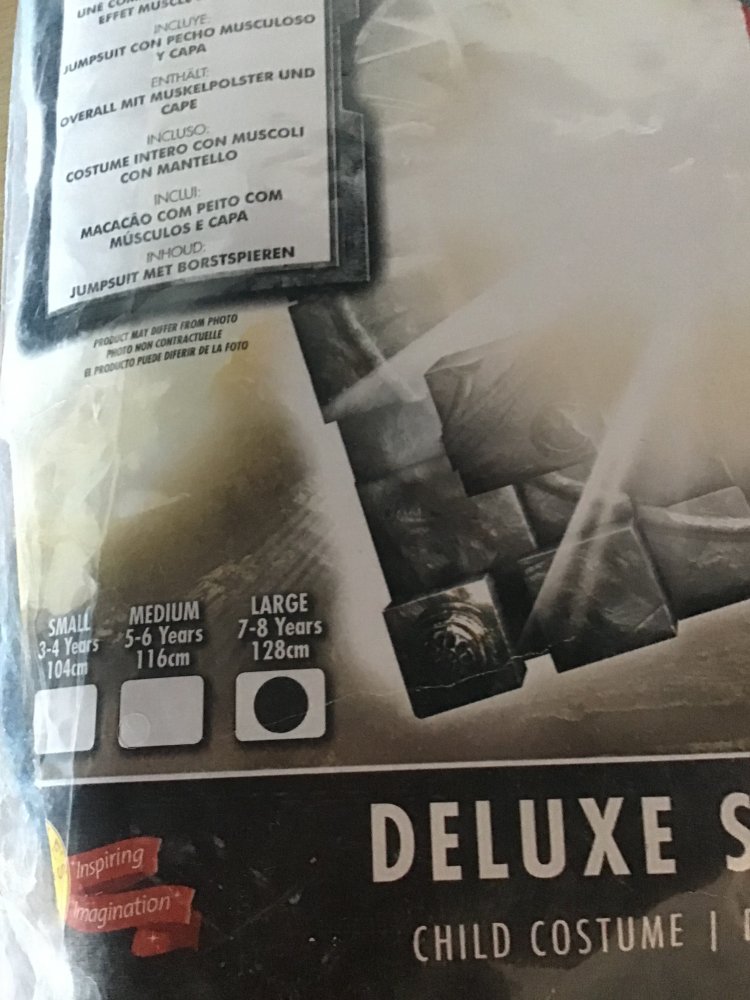 UNE
EFFET
INCLUYE:
JUMPSUIT CON PECHO MUSCULOSO
Y CAPA
ENTHÄLT:
OVERALL MIT MUSKELPOLSTER UND
CAPE
INCLUSO:
COSTUME INTERO CON MUSCOLI
CON MANTELLO
INCLUI:
MACACÃO COM PEITO COM
MÚSCULOS E CAPA
INHOUD:
JUMPSUIT MET BORSTSPIEREN
PRODUCT MAY DIFFER FROM PHOTO
PHOTO NON CONTRACTUELLE
EL PRODUCTO PUEDE DIFERIR DE LA FOTO
SMALL
3-4 Years
104cm
MEDIUM
5-6 Years
116cm
LARGE
7-8 Years
128cm
DELUXE S
Inspiring
Imagination
CHILD COSTUME |